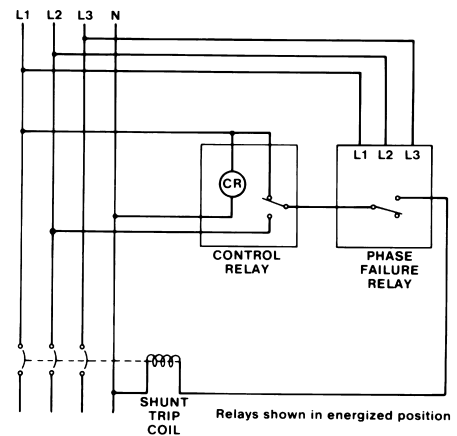 L1 L2 L3 N
L1 L2 L3
CR
CONTROL
RELAY
PHASE
FAILURE
RELAY
SHUNT
TRIP
COIL
Relays shown in energized position